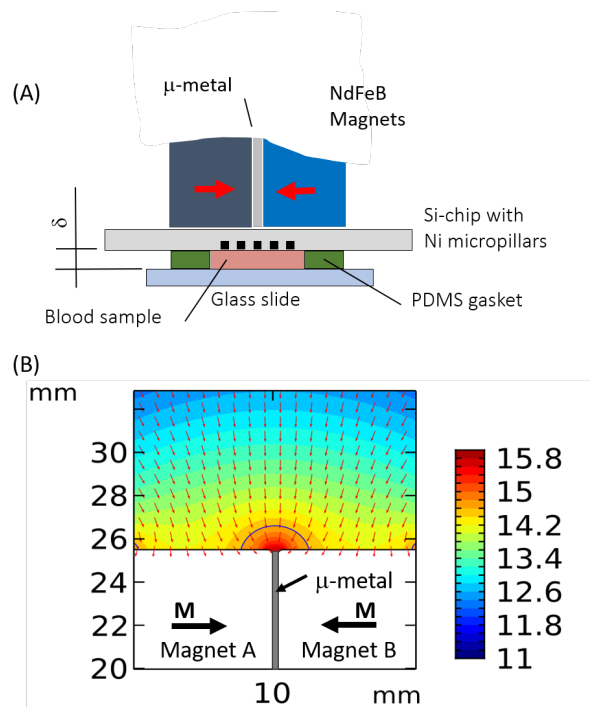 (A)
μ-metal
NdFeB
Magnets
δ
Si-chip with
Ni micropillars
Glass slide
PDMS gasket
Blood sample
(B)
mm
30
28
26
24
22
20
μ-metal
M
M
Magnet A
Magnet B
10
mm
15.8
15
14.2
13.4
12.6
11.8
11